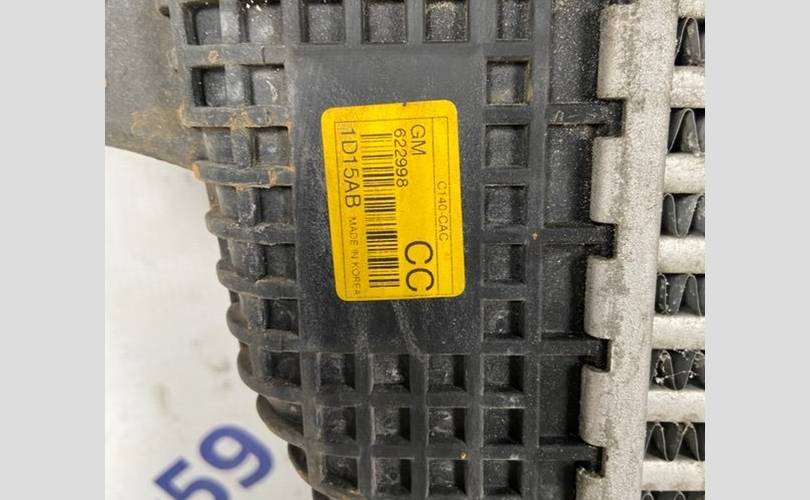 C140-CAC
GM
622998
CC
1D15AB
MADE IN KOREA
59